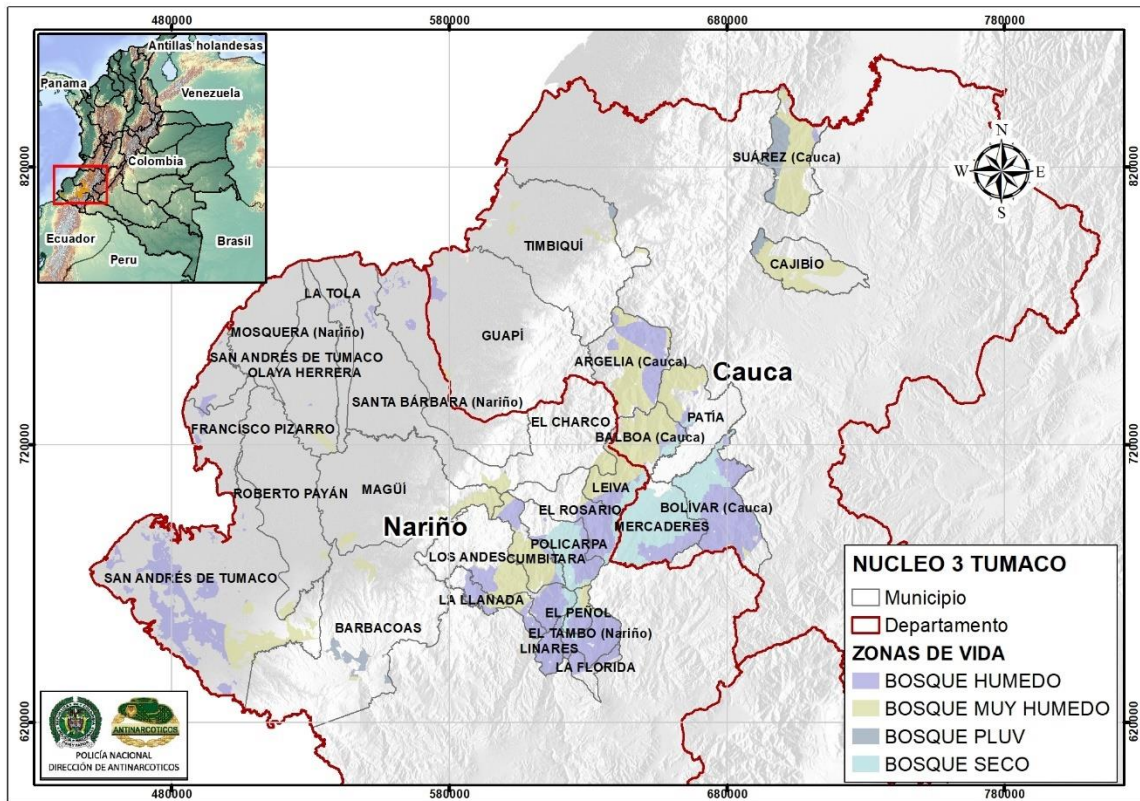 480000
580000
680000
780000
Antillas holandesas
Panama
Venezuela
Colombia
Ecuador
Brasil
Peru
820000
820000
N
W
E
S
SUÁREZ (Cauca)
TIMBIQUÍ
CAJIBÍO
LA TOLA
MOSQUERA (Nariño)
GUAPÍ
SAN ANDRÉS DE TUMACO
OLAYA HERRERA
ARGELIA (Cauca)
Cauca
SANTA BÁRBARA (Nariño)
EL CHARCO
PATÍA
FRANCISCO PIZARRO
BALBOA (Cauca)
720000
720000
ROBERTO PAYÁN
MAGÜÍ
LEIVA
EL ROSARIO
BOLÍVAR (Cauca)
MERCADERES
Nariño
POLICARPA
LOS ANDES
CUMBITARA
SAN ANDRÉS DE TUMACO
LA LLANADA
EL PEÑOL
BARBACOAS
EL TAMBO (Nariño)
LINARES
LA FLORIDA
NUCLEO 3 TUMACO
Municipio
Departamento
ZONAS DE VIDA
BOSQUE HUMEDO
BOSQUE MUY HUMEDO
BOSQUE PLUV
BOSQUE SECO
ANTINARCOTICOS
POLICÍA NACIONAL
DIRECCIÓN DE ANTINARCOTICOS
620000
620000
480000
580000
680000
780000